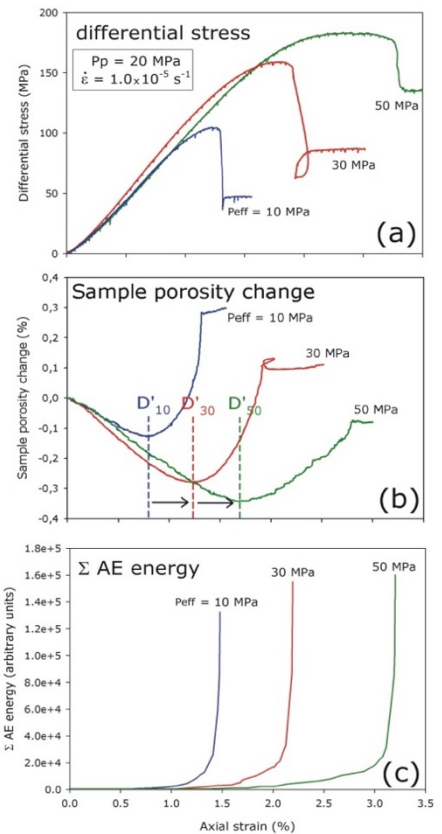 differential stress
Pp = 20 MPa
ε̇ = 1.0x10⁻⁵ s⁻¹
Differential stress (MPa)
200
150
100
50
0
50 MPa
30 MPa
Peff = 10 MPa
(a)
Sample porosity change
Sample porosity change (%)
0,4
0,3
0,2
0,1
0,0
-0,1
-0,2
-0,3
-0,4
Peff = 10 MPa
30 MPa
50 MPa
D'10
D'30
D'50
(b)
Σ AE energy
Σ AE energy (arbitrary units)
1.8e+5
1.6e+5
1.4e+5
1.2e+5
1.0e+5
8.0e+4
6.0e+4
4.0e+4
2.0e+4
0.0
Peff = 10 MPa
30 MPa
50 MPa
(c)
0.0 0.5 1.0 1.5 2.0 2.5 3.0 3.5
Axial strain (%)